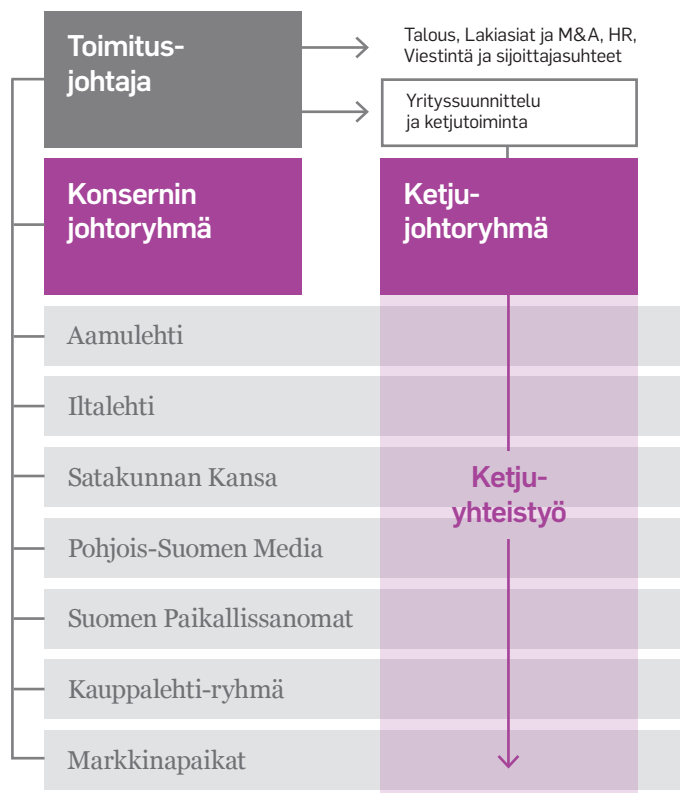 Toimitus-
johtaja
Talous, Lakiasiat ja M&A, HR,
Viestintä ja sijoittajasuhteet
Yrityssuunnittelu
ja ketjutoiminta
Konsernin
johtoryhmä
Ketju-
johtoryhmä
Aamulehti
Iltalehti
Satakunnan Kansa
Pohjois-Suomen Media
Suomen Paikallissanomat
Kauppalehti-ryhmä
Markkinapaikat
Ketju-
yhteistyö